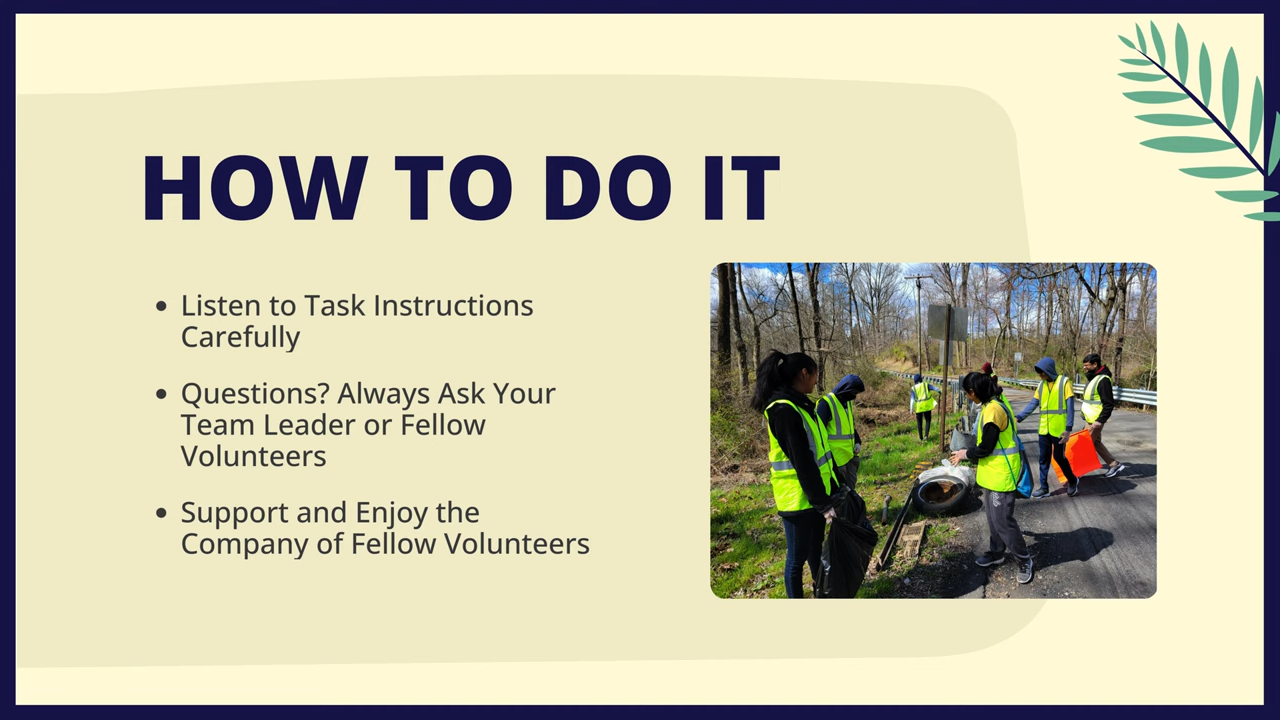 HOW TO DO IT
• Listen to Task Instructions
Carefully
• Questions? Always Ask Your
Team Leader or Fellow
Volunteers
• Support and Enjoy the
Company of Fellow Volunteers